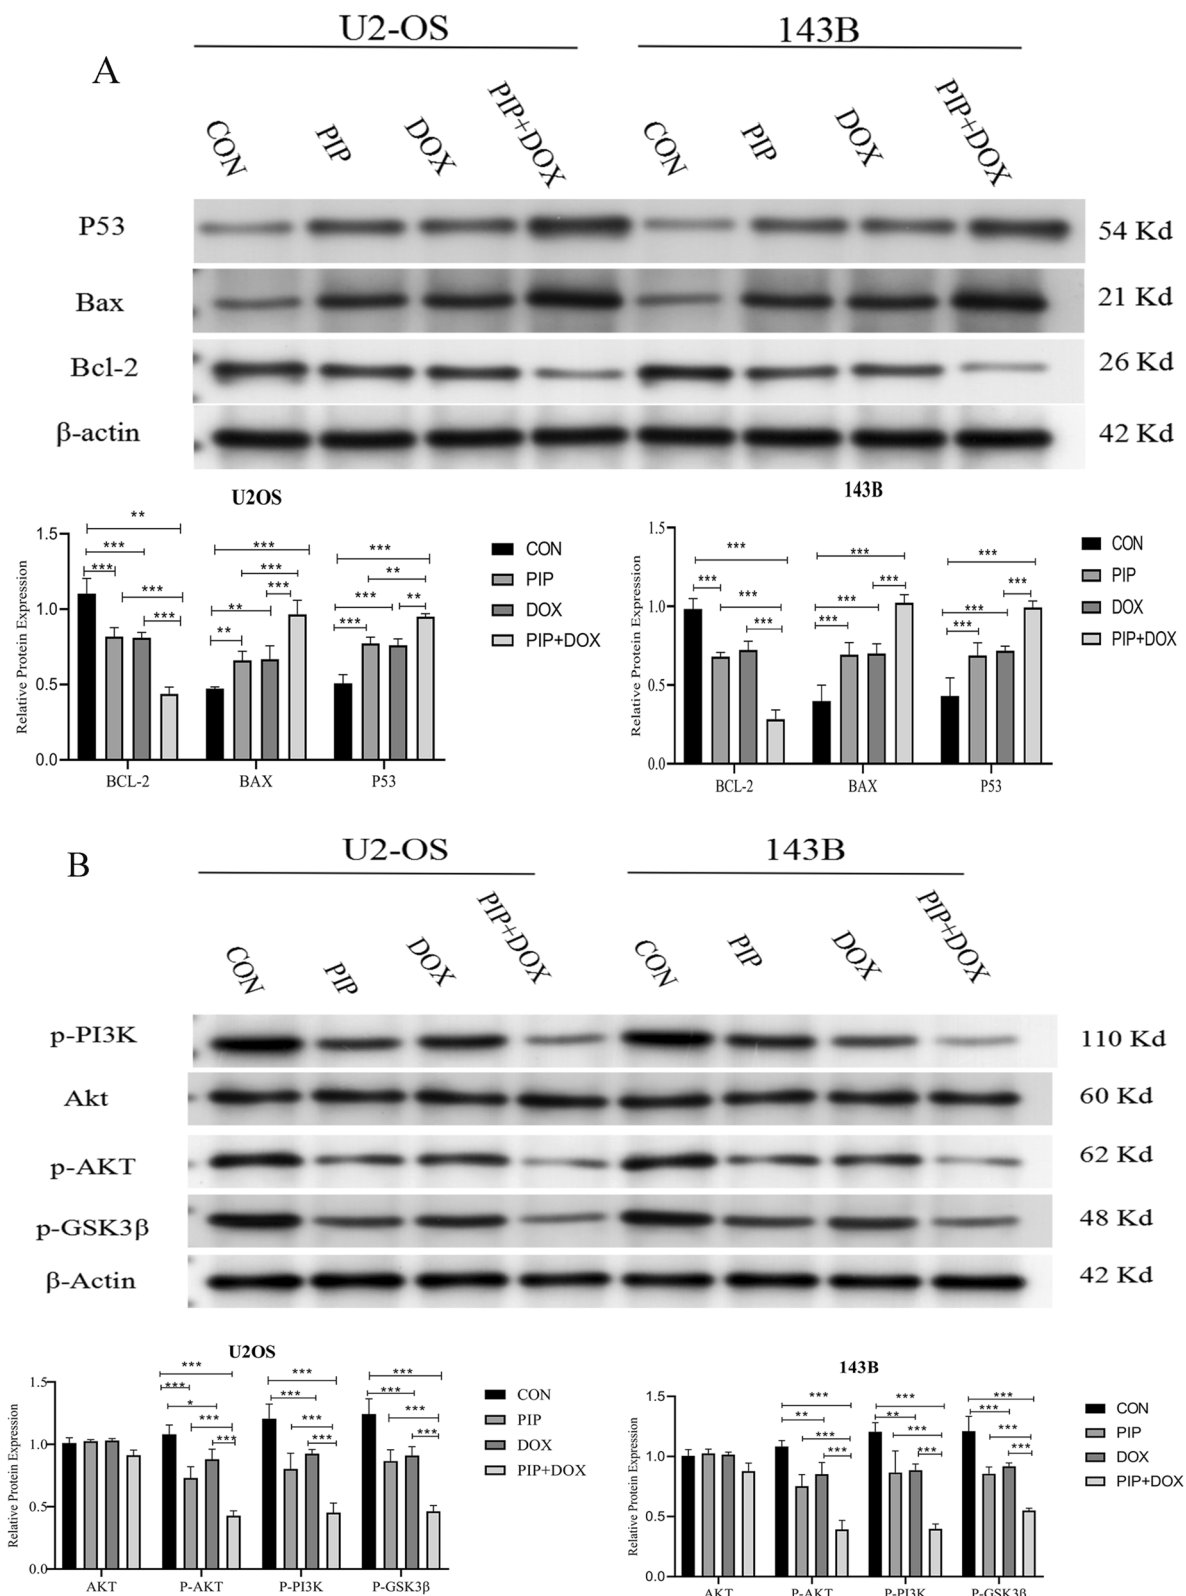 U2-OS 143B
A
CON PIP DOX PIP+DOX CON PIP DOX PIP+DOX
P53 54 Kd
Bax 21 Kd
Bcl-2 26 Kd
β-actin 42 Kd
U2OS
Relative Protein Expression
1.5
1.0
0.5
0.0
** *** *** *** ***
*** *** *** ** **
*** ** *** ** ***
BCL-2 BAX P53
CON
PIP
DOX
PIP+DOX
143B
Relative Protein Expression
1.5
1.0
0.5
0.0
*** *** *** ***
*** *** *** ***
*** *** *** ***
BCL-2 BAX P53
CON
PIP
DOX
PIP+DOX
B
U2-OS 143B
CON PIP DOX PIP+DOX CON PIP DOX PIP+DOX
p-PI3K 110 Kd
Akt 60 Kd
p-AKT 62 Kd
p-GSK3β 48 Kd
β-Actin 42 Kd
U2OS
Relative Protein Expression
1.5
1.0
0.5
0.0
*** *** * *** ***
*** *** *** ***
*** *** *** ***
AKT P-AKT P-PI3K P-GSK3β
CON
PIP
DOX
PIP+DOX
143B
Relative Protein Expression
1.5
1.0
0.5
0.0
*** ** *** ***
*** ** *** ***
*** *** *** ***
AKT P-AKT P-PI3K P-GSK3β
CON
PIP
DOX
PIP+DOX